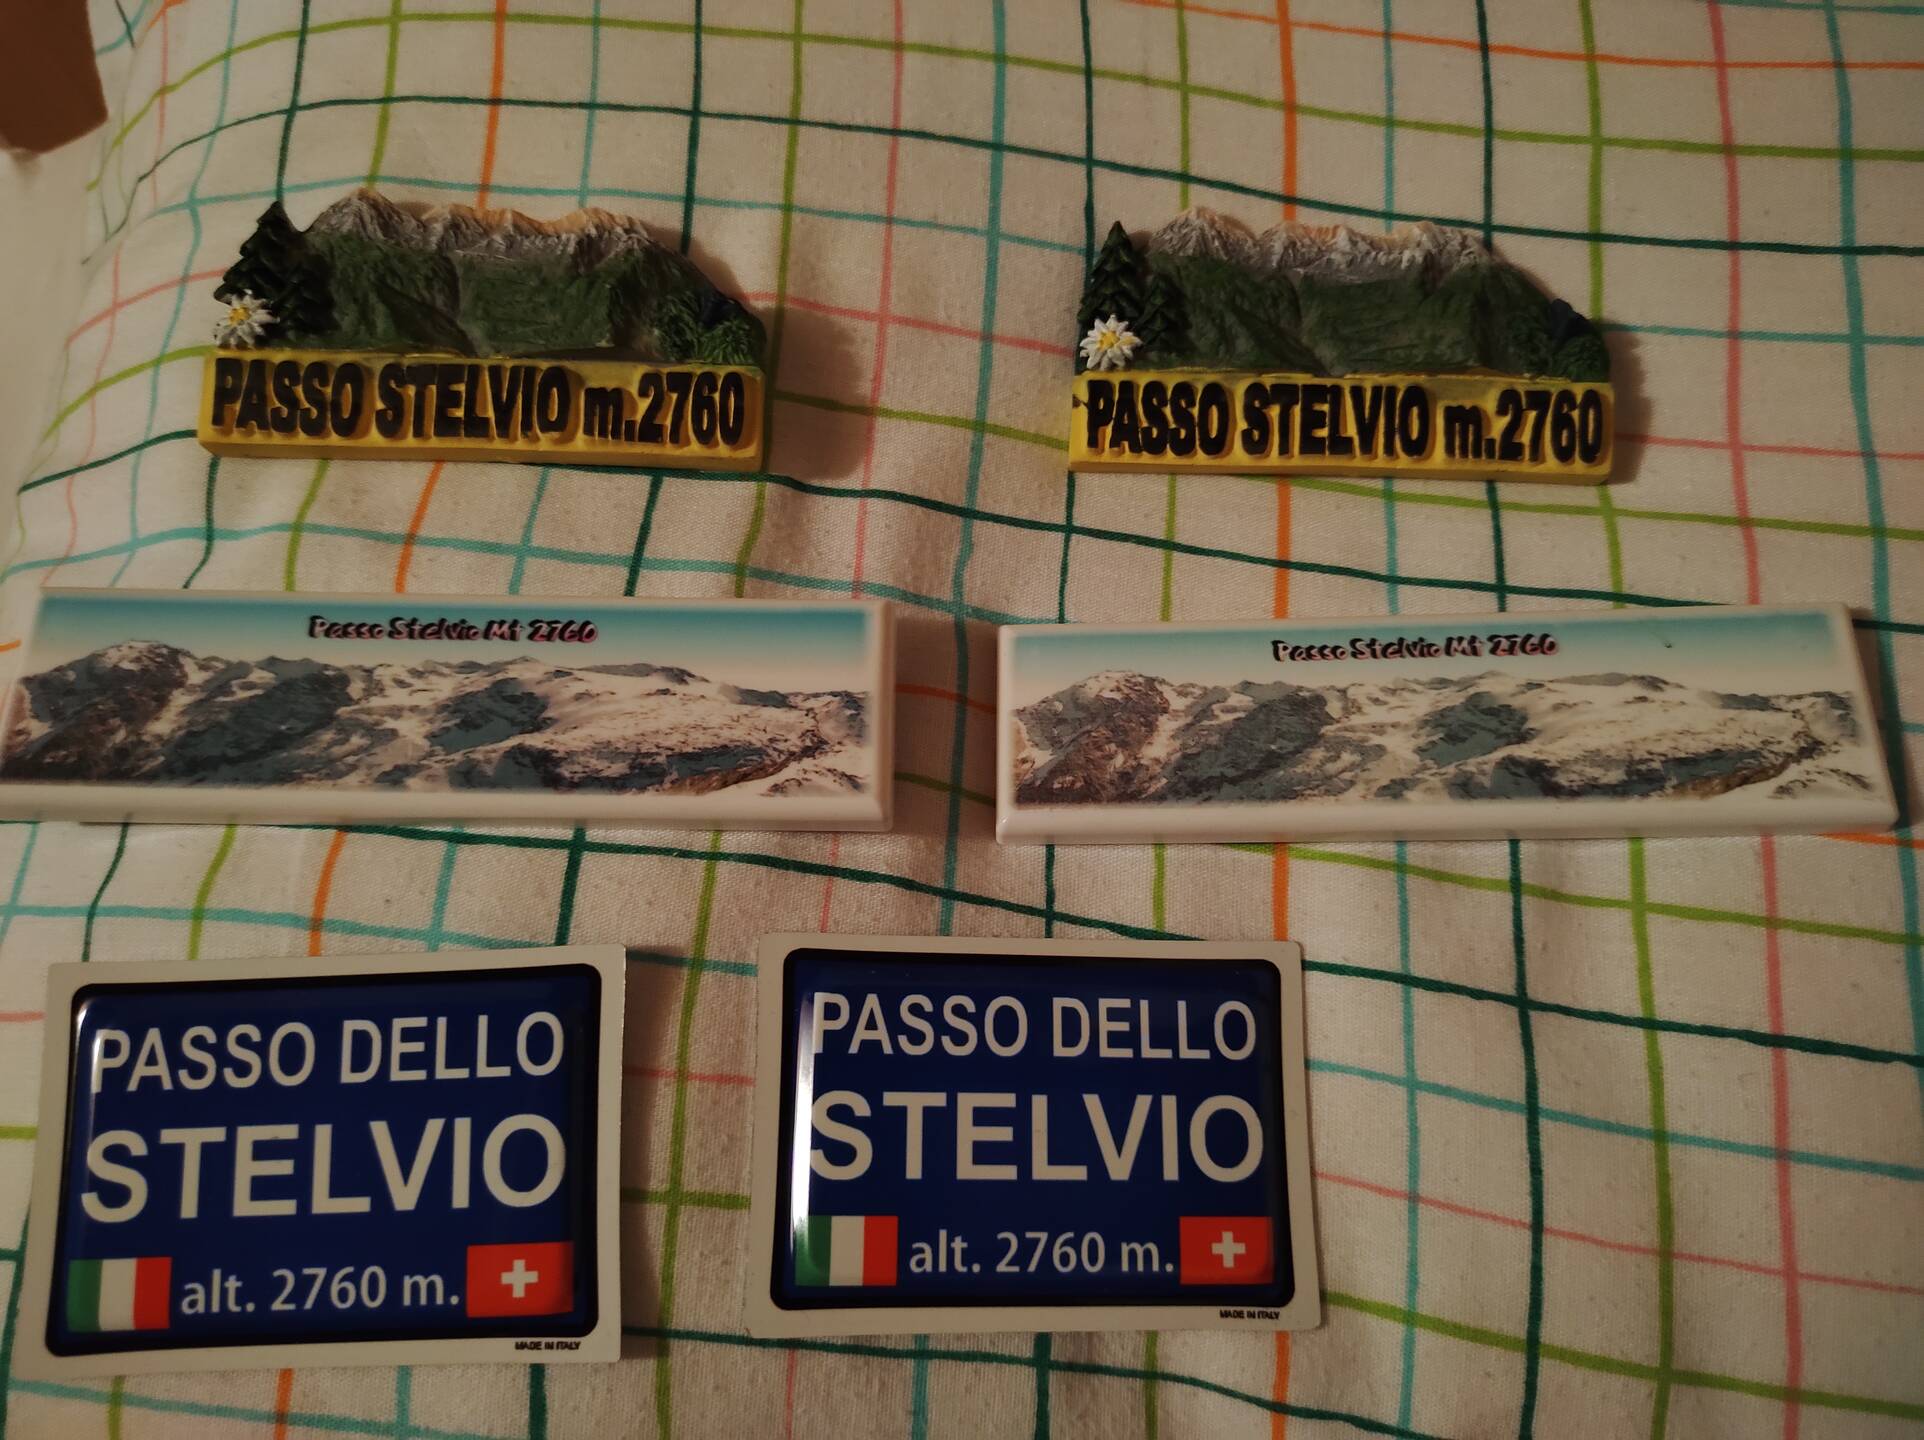 PASSO STELVIO m.2760
PASSO STELVIO m.2760
Passo Stelvio Mt 2760
Passo Stelvio Mt 2760
PASSO DELLO
STELVIO
alt. 2760 m.
MADE IN ITALY
PASSO DELLO
STELVIO
alt. 2760 m.
MADE IN ITALY